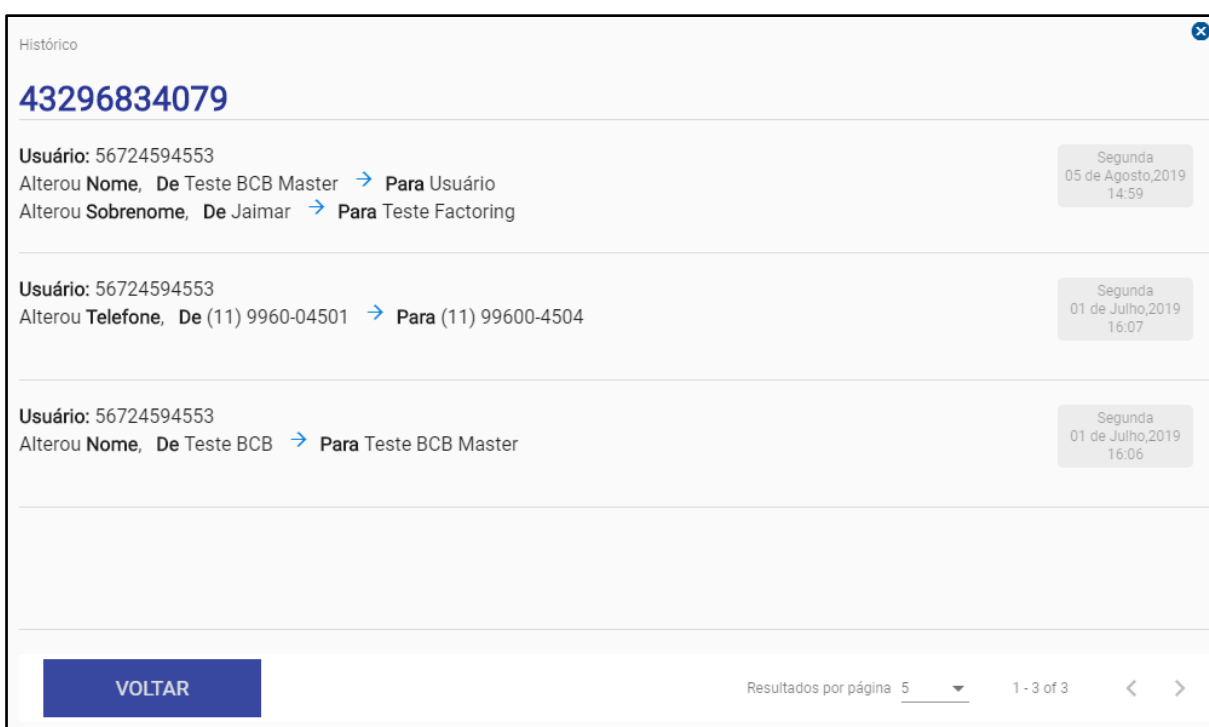 Histórico
43296834079
Usuário: 56724594553
Alterou Nome, De Teste BCB Master → Para Usuário
Alterou Sobrenome, De Jaimar → Para Teste Factoring
Segunda
05 de Agosto,2019
14:59
Usuário: 56724594553
Alterou Telefone, De (11) 9960-04501 → Para (11) 99600-4504
Segunda
01 de Julho,2019
16:07
Usuário: 56724594553
Alterou Nome, De Teste BCB → Para Teste BCB Master
Segunda
01 de Julho,2019
16:06
VOLTAR
Resultados por página 5 1 - 3 of 3